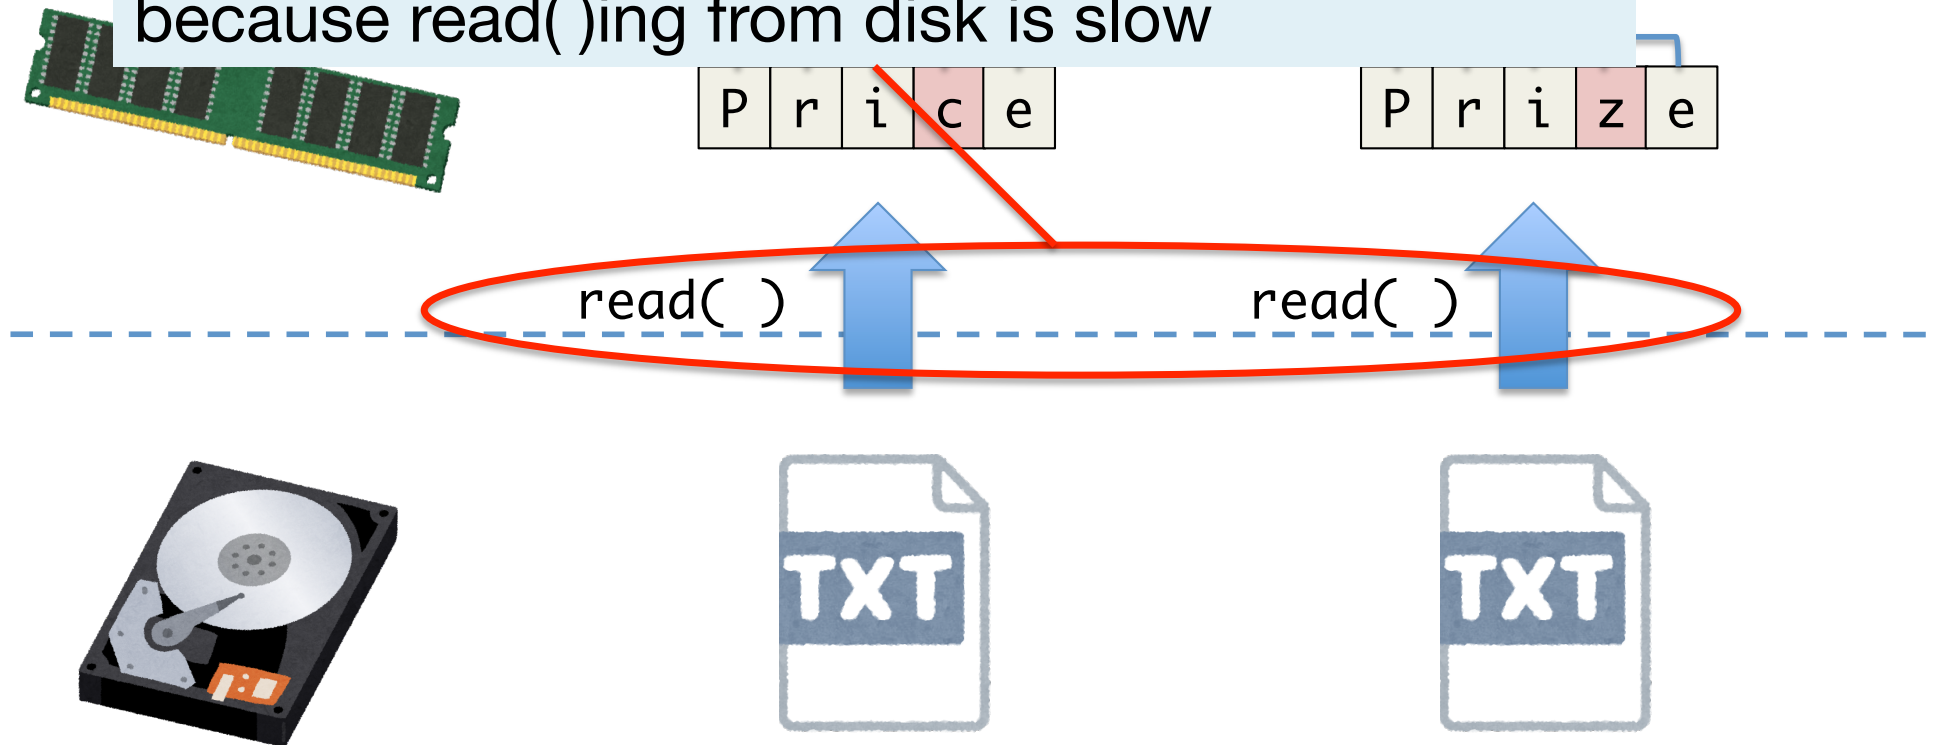 because read( )ing from disk is slow
P r i c e
P r i z e
read( )
read( )
TXT
TXT